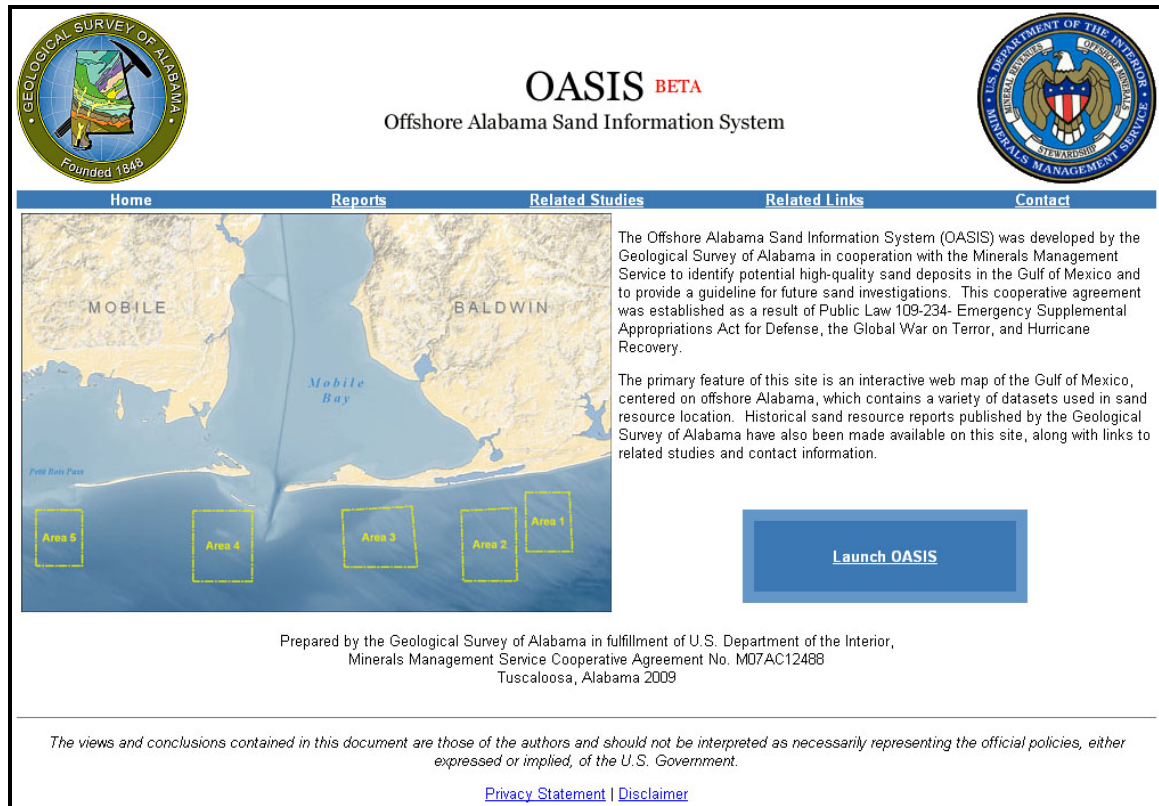 GEOLOGICAL SURVEY OF ALABAMA
Founded 1848
OASIS BETA
Offshore Alabama Sand Information System
U.S. DEPARTMENT OF THE INTERIOR
MINERALS MANAGEMENT SERVICE
MINERAL REVENUES
OFFSHORE MINERALS
STEWARDSHIP
Home Reports Related Studies Related Links Contact
MOBILE
BALDWIN
Mobile
Bay
Petit Bois Pass
Area 5
Area 4
Area 3
Area 2
Area 1
The Offshore Alabama Sand Information System (OASIS) was developed by the
Geological Survey of Alabama in cooperation with the Minerals Management
Service to identify potential high-quality sand deposits in the Gulf of Mexico and
to provide a guideline for future sand investigations. This cooperative agreement
was established as a result of Public Law 109-234- Emergency Supplemental
Appropriations Act for Defense, the Global War on Terror, and Hurricane
Recovery.
The primary feature of this site is an interactive web map of the Gulf of Mexico,
centered on offshore Alabama, which contains a variety of datasets used in sand
resource location. Historical sand resource reports published by the Geological
Survey of Alabama have also been made available on this site, along with links to
related studies and contact information.
Launch OASIS
Prepared by the Geological Survey of Alabama in fulfillment of U.S. Department of the Interior,
Minerals Management Service Cooperative Agreement No. M07AC12488
Tuscaloosa, Alabama 2009
The views and conclusions contained in this document are those of the authors and should not be interpreted as necessarily representing the official policies, either
expressed or implied, of the U.S. Government.
Privacy Statement | Disclaimer